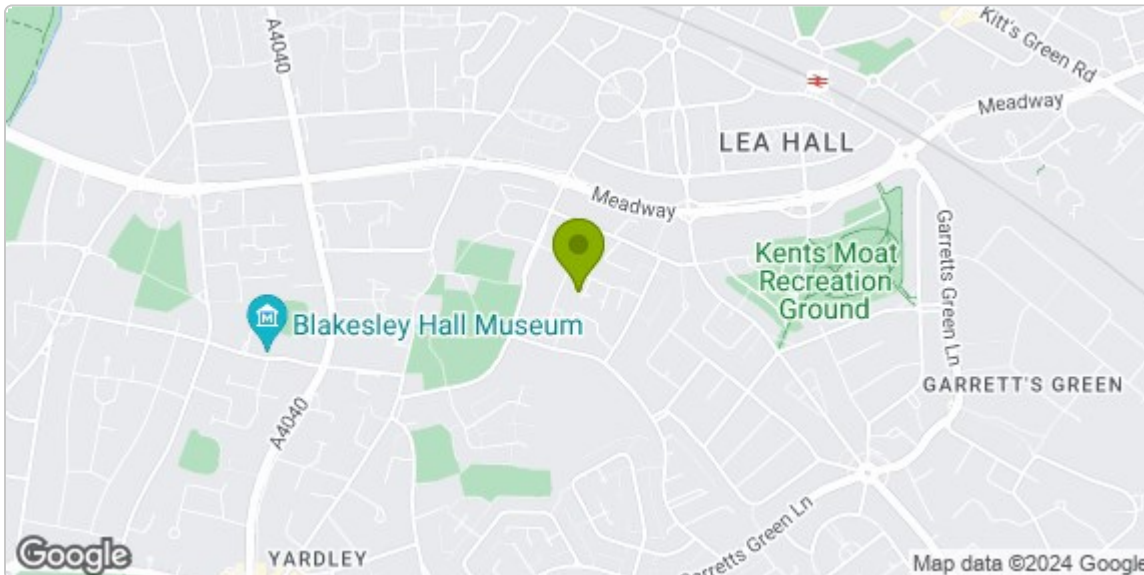 A4040
Kitt's Green Rd
Meadway
LEA HALL
Meadway
Garretts Green Ln
Kents Moat
Recreation
Ground
M
Blakesley Hall Museum
GARRETT'S GREEN
A4040
Garretts Green Ln
YARDLEY
Google
Map data ©2024 Google